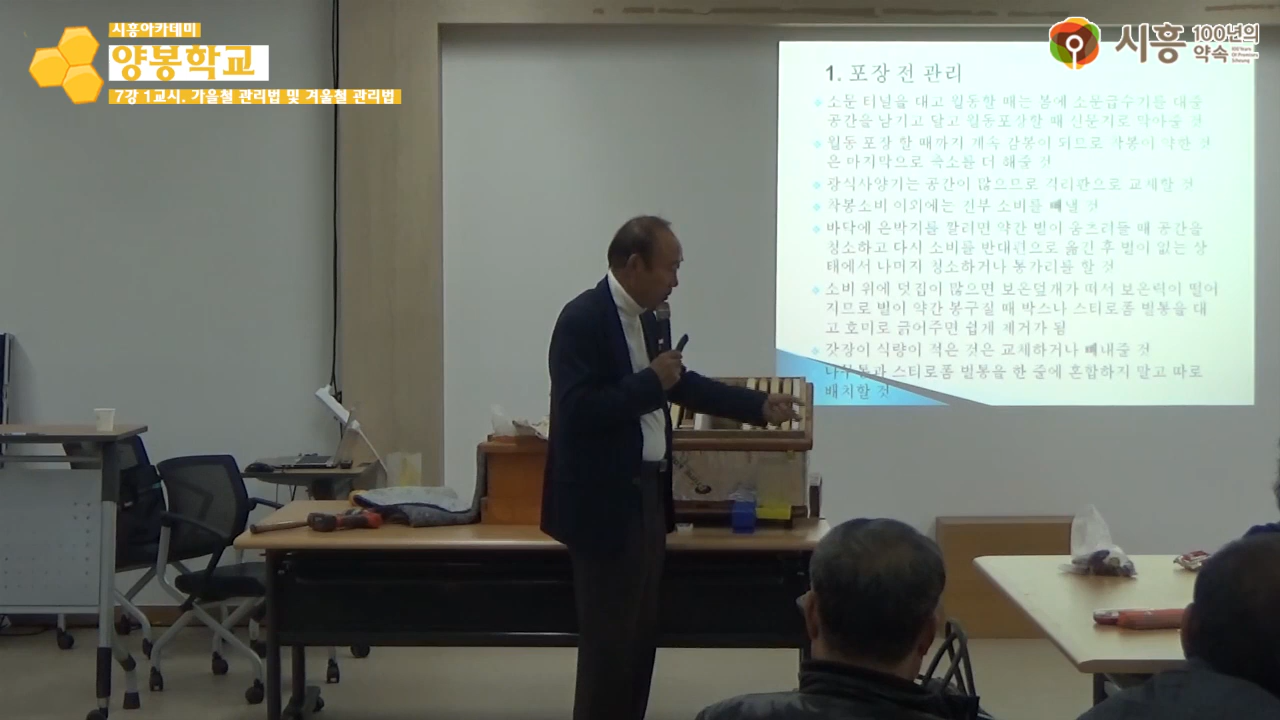 시흥아카데미
양봉학교
7강 1교시. 가을철 관리법 및 겨울철 관리법
시흥 100년의 약속
1. 포장 전 관리
소문 터널을 대고 월동할 때는 봄에 소문급수기를 대줄
공간을 남기고 달고 월동포장할 때 신문지로 막아줄 것
월동 포장 할 때까지 계속 감봉이 되므로 착봉이 약한 것
은 마지막으로 축소를 더 해줄 것
광식사양기는 공간이 많으므로 격리판으로 교체할 것
착봉소비 이외에는 전부 소비를 빼낼 것
바닥에 은박지를 깔려면 약간 벌이 움츠러들 때 공간을
청소하고 다시 소비를 반대편으로 옮긴 후 벌이 없는 상
태에서 나머지 청소하거나 통가리를 할 것
소비 위에 덧집이 많으면 보온덮개가 떠서 보온력이 떨어
지므로 벌이 약간 봉구질 때 박스나 스티로폼 벌통을 대
고 호미로 긁어주면 쉽게 제거가 됨
갓장이 식량이 적은 것은 교체하거나 빼내줄 것
나무통과 스티로폼 벌통을 한 줄에 혼합하지 말고 따로
배치할 것